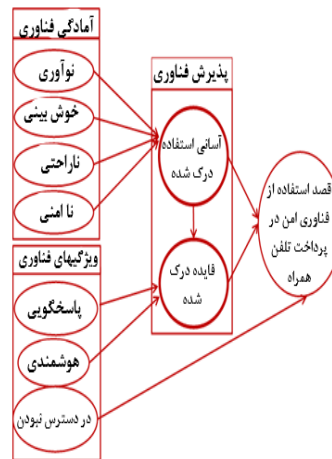 آمادگی فناوری
نوآوری
خوش بینی
ناراحتی
نا امنی
ویژگیهای فناوری
پاسخگویی
هوشمندی
در دسترس نبودن
پذیرش فناوری
آسانی استفاده
درک شده
فایده درک
شده
قصد استفاده از
فناوری امن در
پرداخت تلفن
همراه